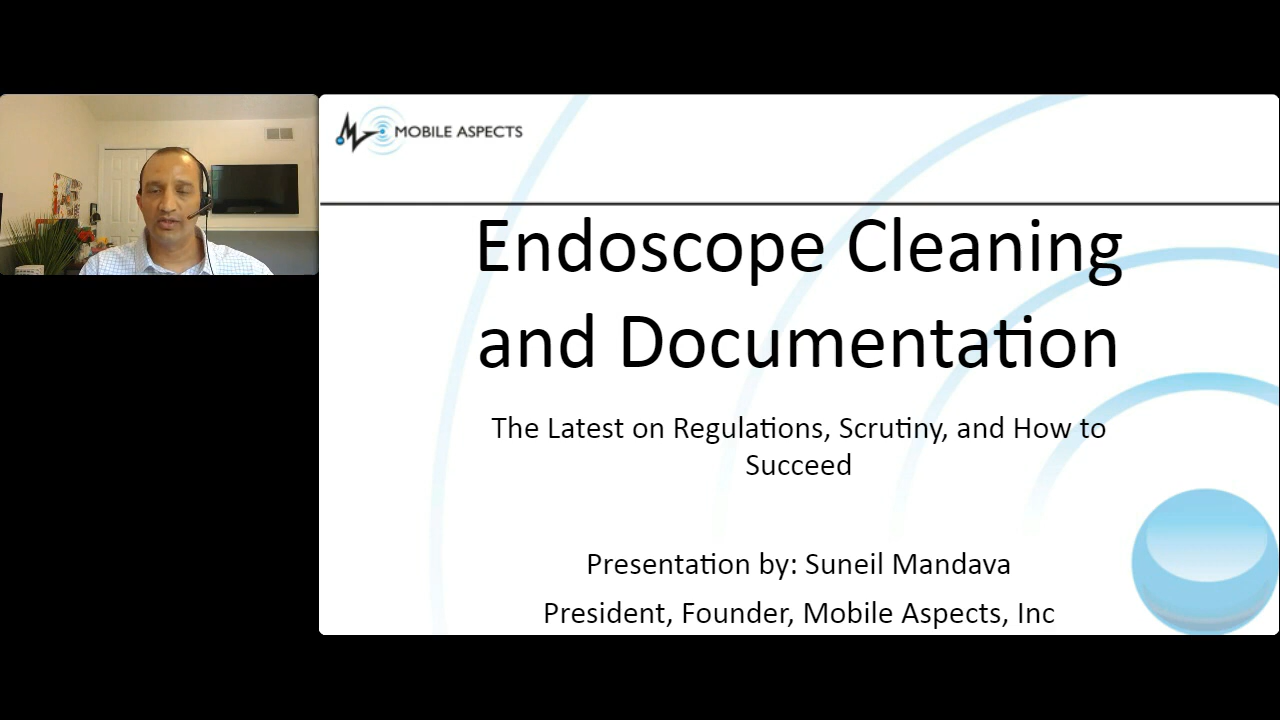 MOBILE ASPECTS
Endoscope Cleaning
and Documentation
The Latest on Regulations, Scrutiny, and How to
Succeed
Presentation by: Suneil Mandava
President, Founder, Mobile Aspects, Inc